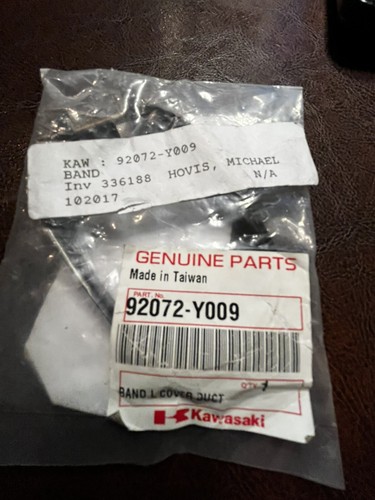 KAW : 92072-Y009
BAND
Inv 336188 HOVIS, MICHAEL
102017 N/A
GENUINE PARTS
Made in Taiwan
PART. No.
92072-Y009
QTY
BAND L COVER DUCT
Kawasaki